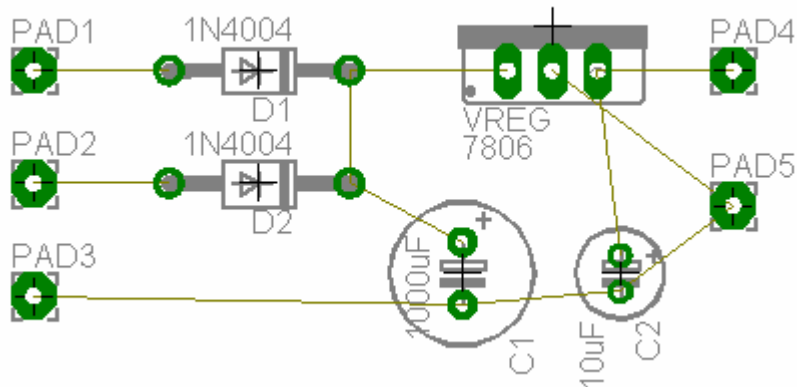 PAD1
1N4004
PAD4
D1
VREG
7806
PAD2
1N4004
PAD5
D2
+
PAD3
1000uF
+
C1
10uF
C2